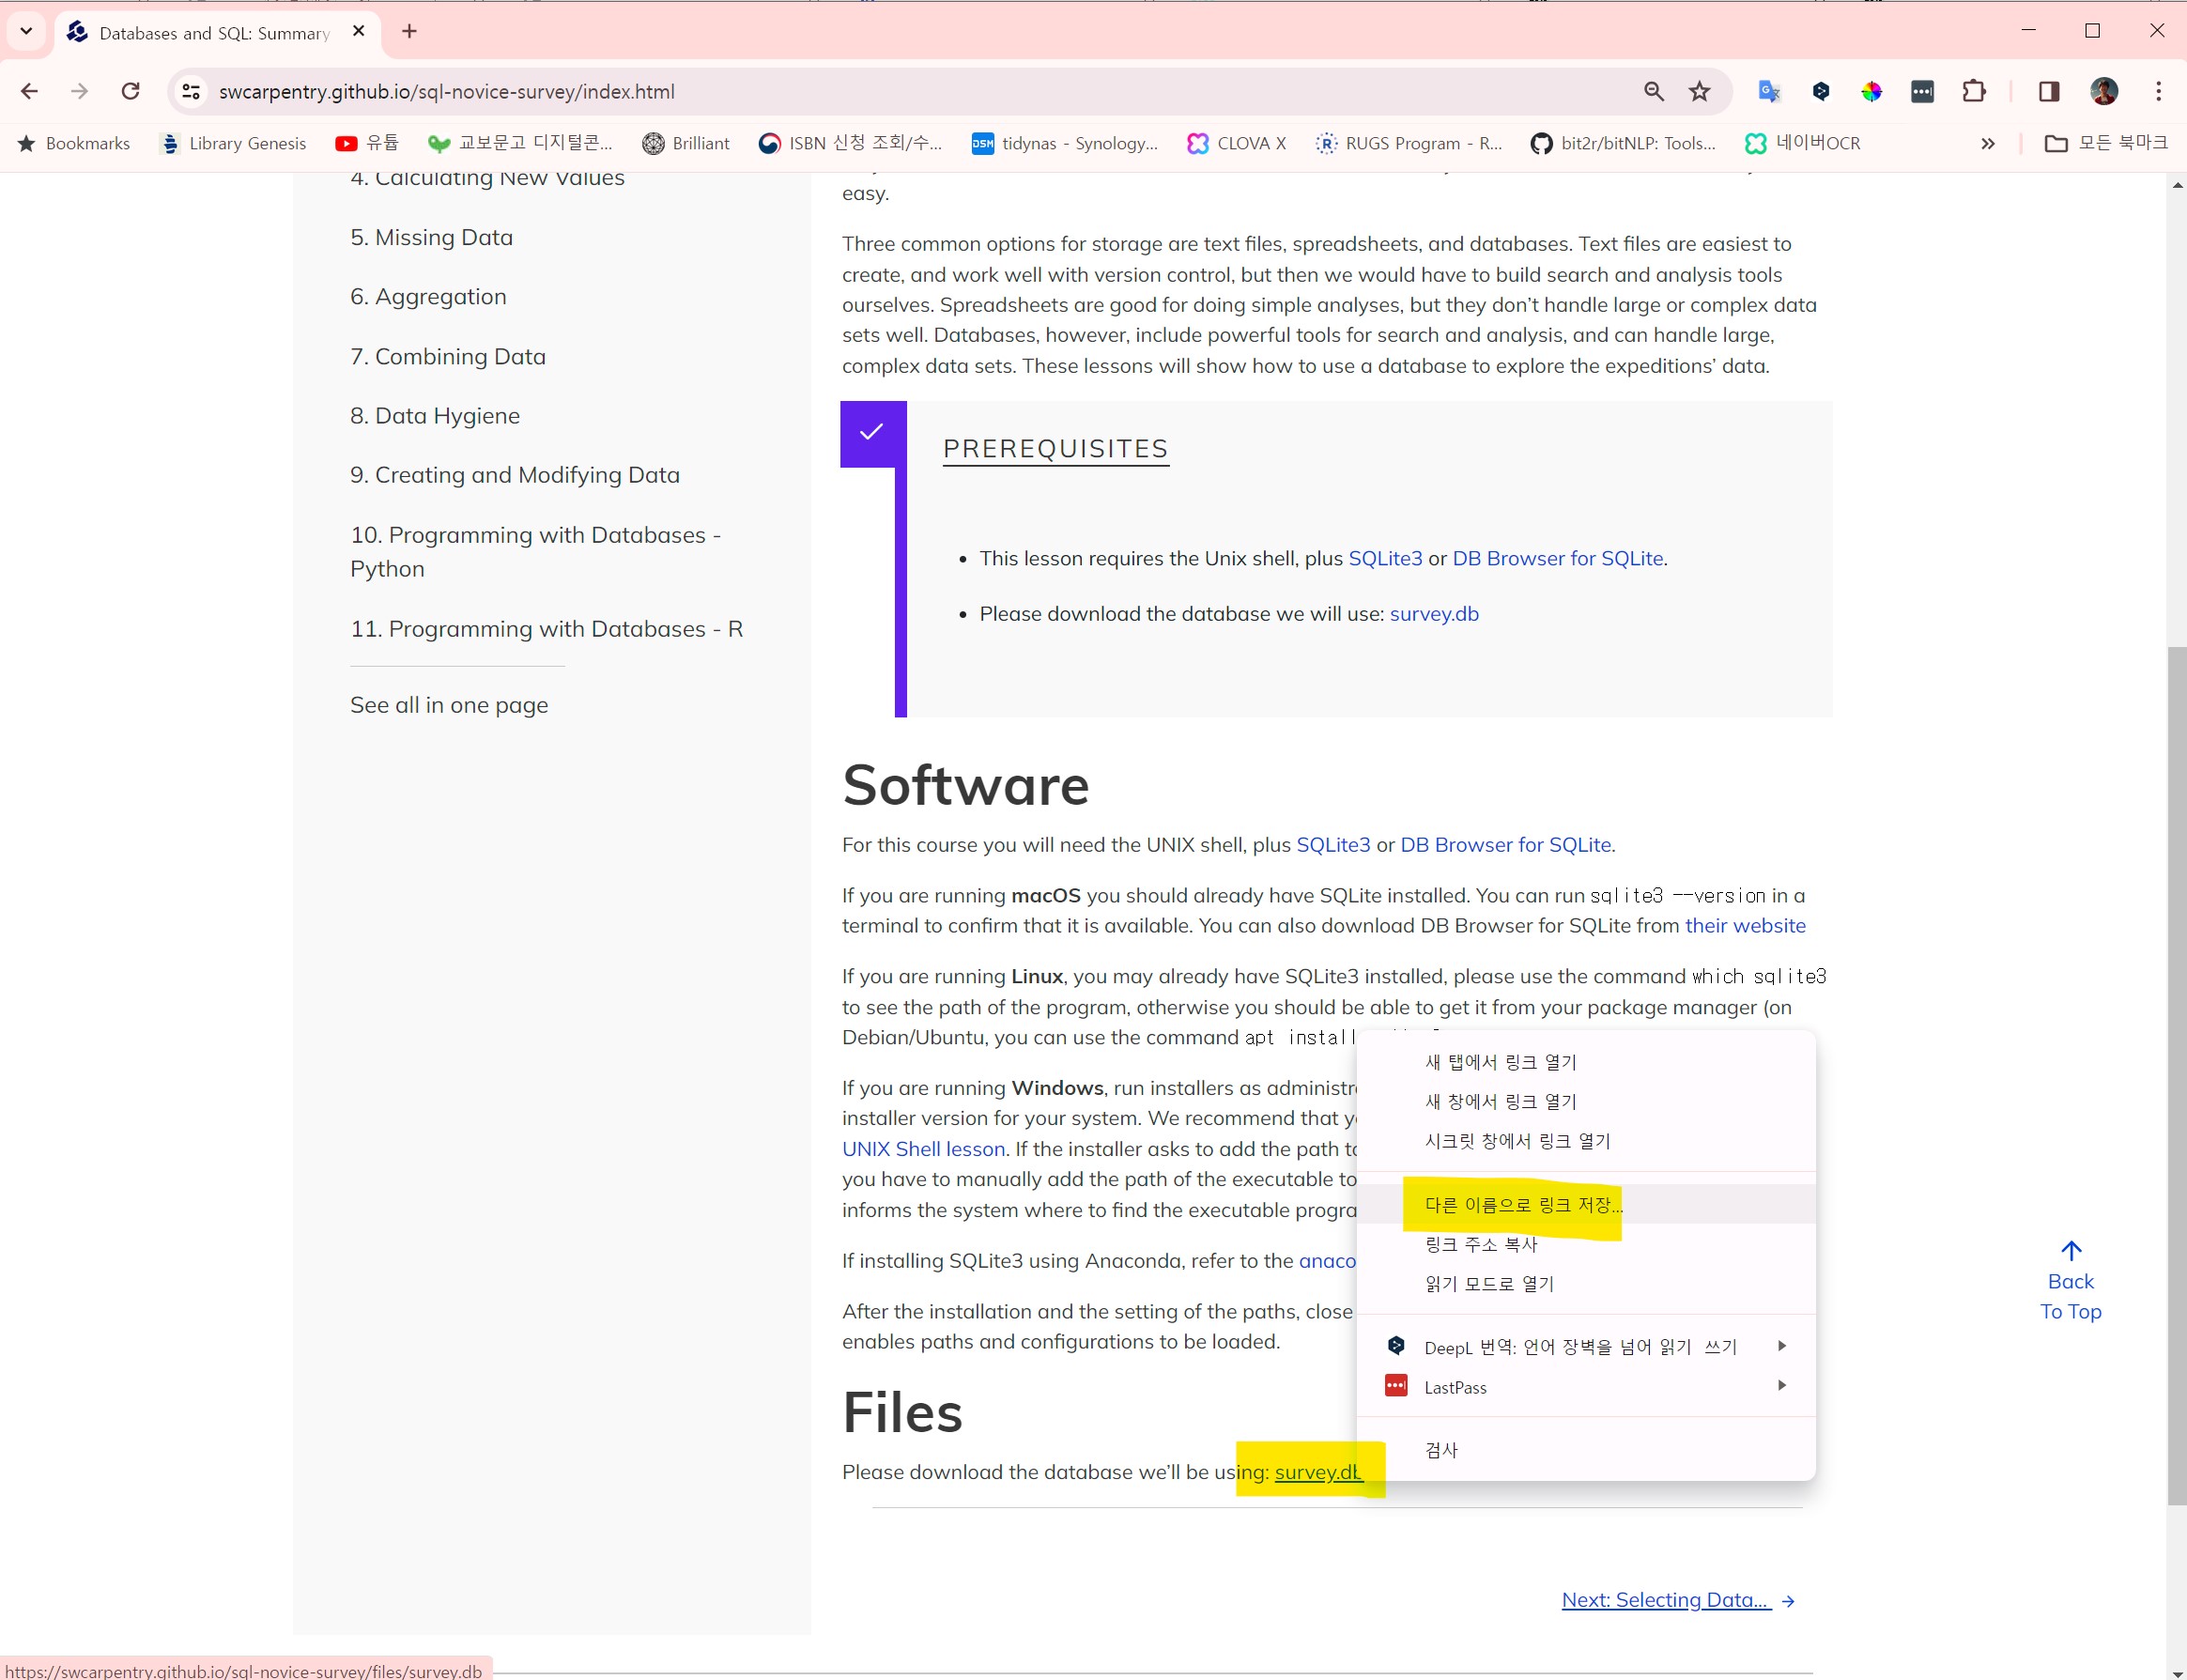 Databases and SQL: Summary
swcarpentry.github.io/sql-novice-survey/index.html
Bookmarks
Library Genesis
유튭
교보문고 디지털콘...
Brilliant
ISBN 신청 조회/수...
tidynas - Synology...
CLOVA X
RUGS Program - R...
bit2r/bitNLP: Tools...
네이버OCR
모든 북마크
4. Calculating New Values
5. Missing Data
6. Aggregation
7. Combining Data
8. Data Hygiene
9. Creating and Modifying Data
10. Programming with Databases -
Python
11. Programming with Databases - R
See all in one page
easy.
Three common options for storage are text files, spreadsheets, and databases. Text files are easiest to
create, and work well with version control, but then we would have to build search and analysis tools
ourselves. Spreadsheets are good for doing simple analyses, but they don’t handle large or complex data
sets well. Databases, however, include powerful tools for search and analysis, and can handle large,
complex data sets. These lessons will show how to use a database to explore the expeditions’ data.
PREREQUISITES
• This lesson requires the Unix shell, plus SQLite3 or DB Browser for SQLite.
• Please download the database we will use: survey.db
Software
For this course you will need the UNIX shell, plus SQLite3 or DB Browser for SQLite.
If you are running macOS you should already have SQLite installed. You can run sqlite3 --version in a
terminal to confirm that it is available. You can also download DB Browser for SQLite from their website
If you are running Linux, you may already have SQLite3 installed, please use the command which sqlite3
to see the path of the program, otherwise you should be able to get it from your package manager (on
Debian/Ubuntu, you can use the command apt install
If you are running Windows, run installers as administr
installer version for your system. We recommend that y
UNIX Shell lesson. If the installer asks to add the path to
you have to manually add the path of the executable to
informs the system where to find the executable progra
If installing SQLite3 using Anaconda, refer to the anaco
After the installation and the setting of the paths, close
enables paths and configurations to be loaded.
Files
Please download the database we’ll be using: survey.db
새 탭에서 링크 열기
새 창에서 링크 열기
시크릿 창에서 링크 열기
다른 이름으로 링크 저장...
링크 주소 복사
읽기 모드로 열기
DeepL 번역: 언어 장벽을 넘어 읽기 쓰기
LastPass
검사
Back
To Top
Next: Selecting Data... →
https://swcarpentry.github.io/sql-novice-survey/files/survey.db